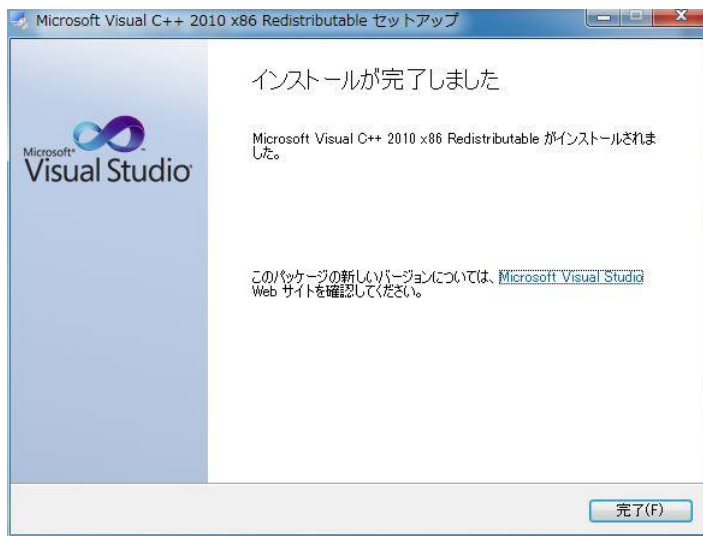 Microsoft Visual C++ 2010 x86 Redistributable セットアップ
インストールが完了しました
Microsoft Visual C++ 2010 x86 Redistributable がインストールされま
した。
Microsoft
Visual Studio
このパッケージの新しいバージョンについては、Microsoft Visual Studio
Web サイトを確認してください。
完了(F)